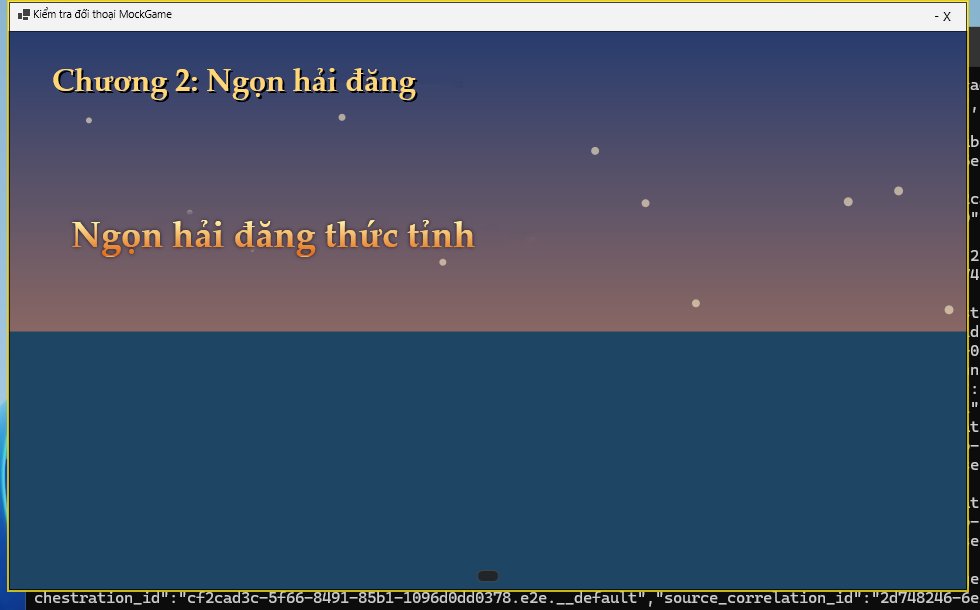 Kiểm tra đối thoại MockGame
- X
Chương 2: Ngọn hải đăng
Ngọn hải đăng thức tỉnh
chestration_id":"cf2cad3c-5f66-8491-85b1-1096d0dd0378.e2e.__default","source_correlation_id":"2d748246-6